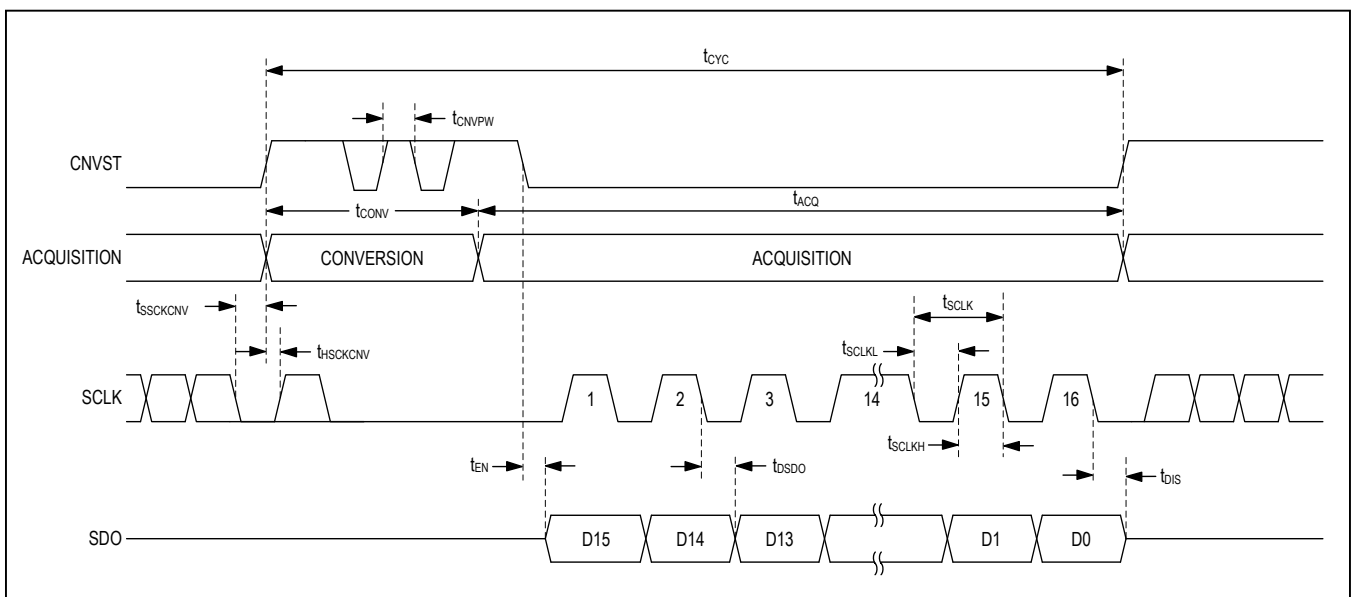 tCYC
tCNVPW
CNVST
tCONV
tACQ
ACQUISITION
CONVERSION
ACQUISITION
tSSCKCNV
tHSCKCNV
tSCLK
tSCLKL
SCLK
1
2
3
14
15
16
tSCLKH
tEN
tDSDO
tDIS
SDO
D15
D14
D13
D1
D0